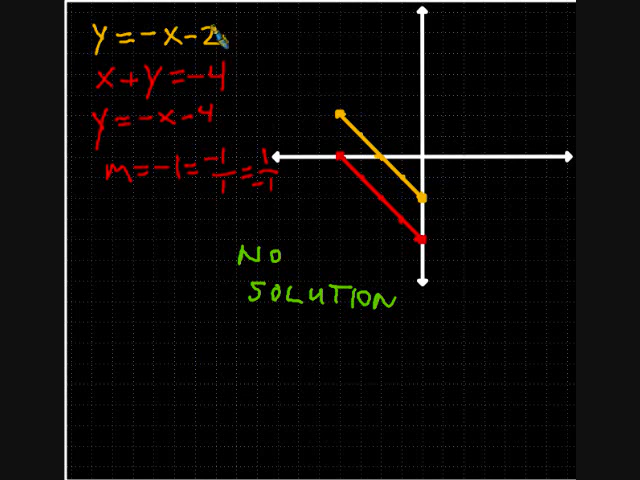 y = -x - 2
x + y = -4
y = -x - 4
m = -1 = -1/1 = 1/-1
NO
SOLUTION